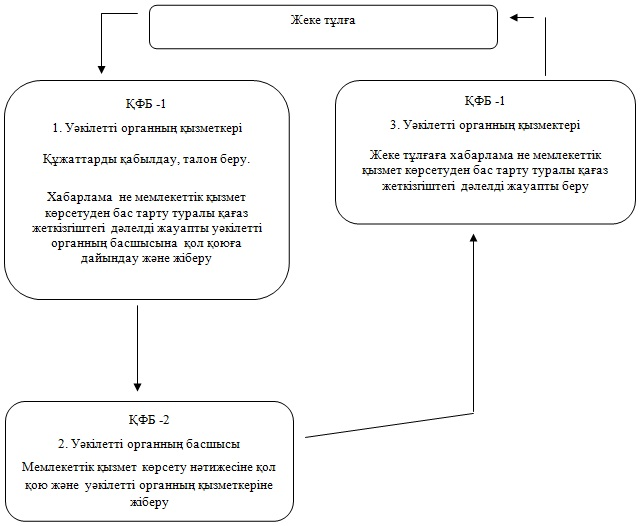 Жеке тұлға
ҚФБ -1
1. Уәкілетті органның қызметкері
Құжаттарды қабылдау, талон беру.
Хабарлама не мемлекеттік қызмет
көрсетуден бас тарту туралы қағаз
жеткізгіштегі дәлелді жауапты уәкілетті
органның басшысына қол қоюға
дайындау және жіберу
ҚФБ -2
2. Уәкілетті органның басшысы
Мемлекеттік қызмет көрсету нәтижесіне қол
қою және уәкілетті органның қызметкеріне
жіберу
ҚФБ -1
3. Уәкілетті органның қызмектері
Жеке тұлғаға хабарлама не мемлекеттік
қызмет көрсетуден бас тарту туралы қағаз
жеткізгіштегі дәлелді жауапты беру